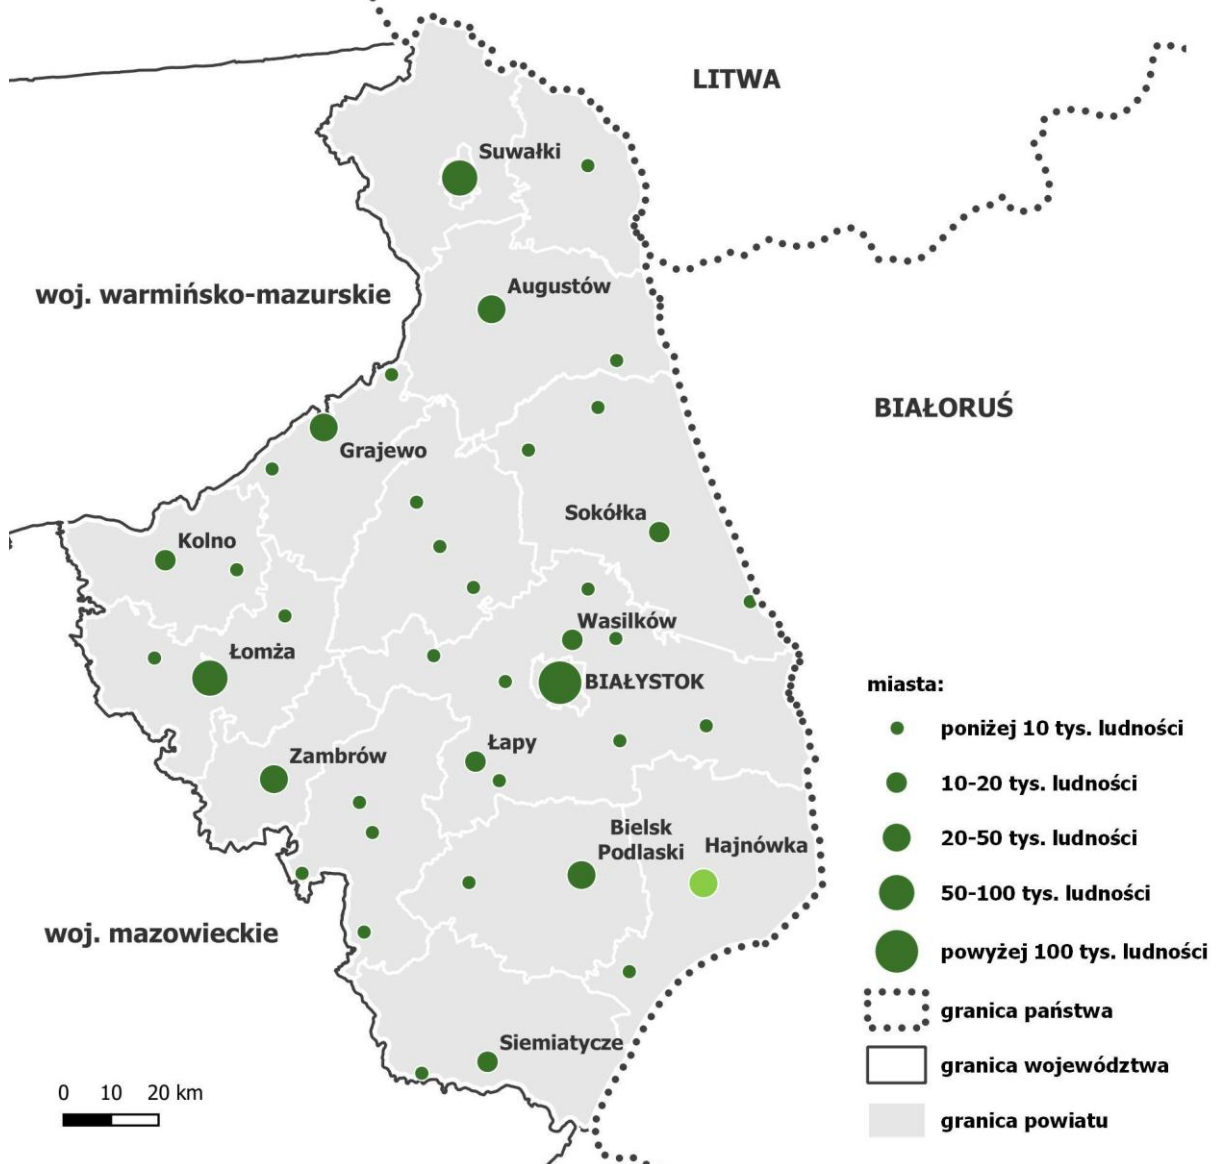 LITWA
Suwałki
woj. warmińsko-mazurskie
Augustów
BIAŁORUŚ
Grajewo
Sokółka
Kolno
Wasilków
Łomża
BIAŁYSTOK
Łapy
Zambrów
Bielsk
Podlaski
Hajnówka
woj. mazowieckie
Siemiatycze
0 10 20 km
miasta:
poniżej 10 tys. ludności
10-20 tys. ludności
20-50 tys. ludności
50-100 tys. ludności
powyżej 100 tys. ludności
granica państwa
granica województwa
granica powiatu